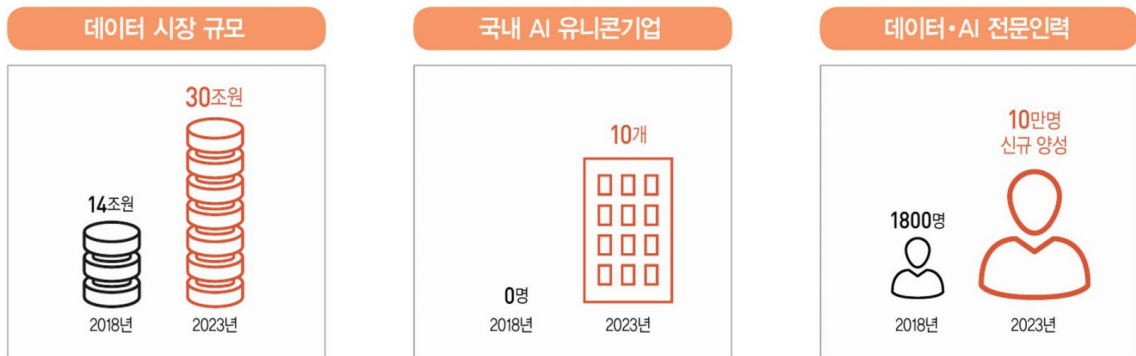 데이터 시장 규모
30조원
14조원
2018년
2023년
국내 AI 유니콘기업
10개
0명
2018년
2023년
데이터•AI 전문인력
10만명
신규 양성
1800명
2018년
2023년